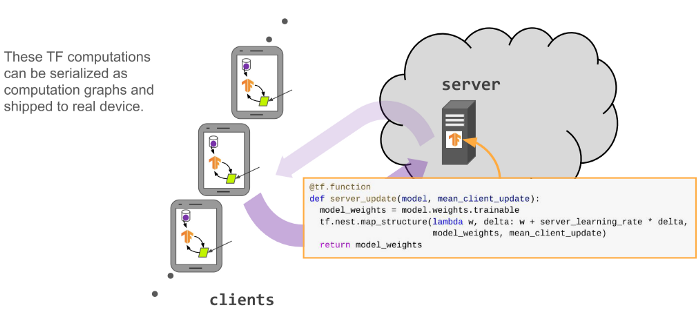 These TF computations
can be serialized as
computation graphs and
shipped to real device.
server
@tf.function
def server_update(model, mean_client_update):
  model_weights = model.weights.trainable
  tf.nest.map_structure(lambda w, delta: w + server_learning_rate * delta,
                        model_weights, mean_client_update)
  return model_weights
clients